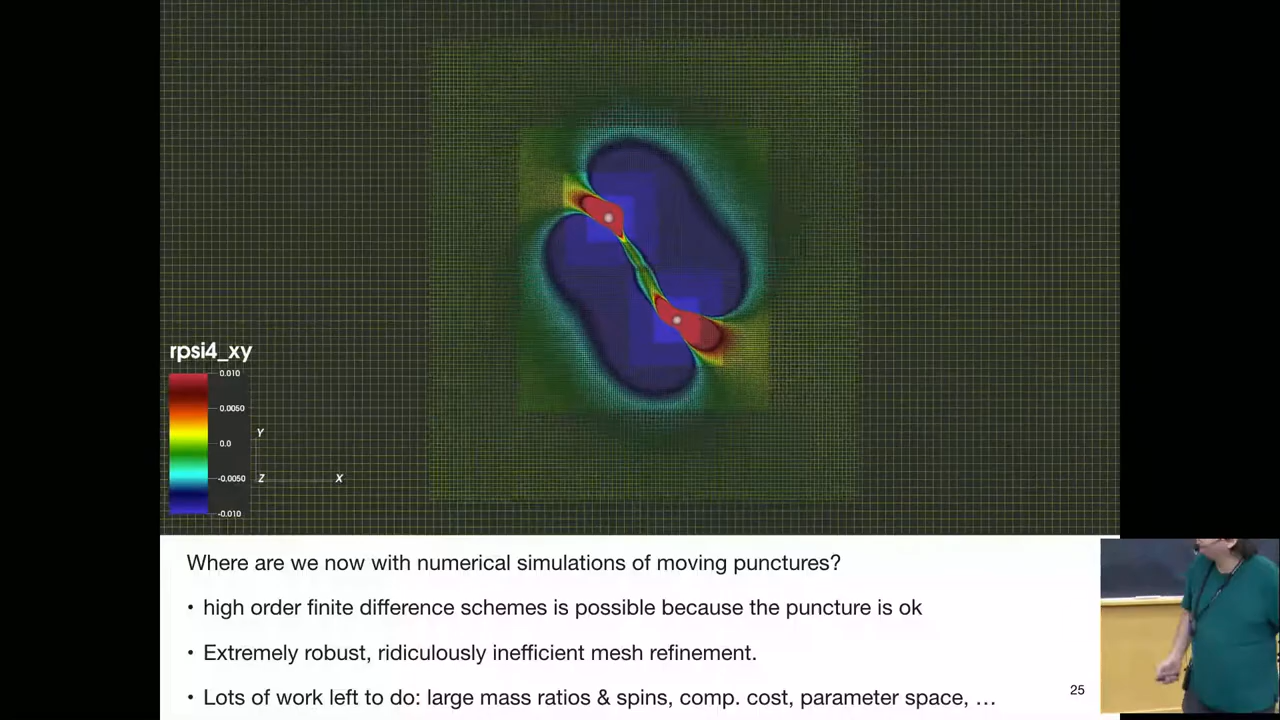 rpsi4_xy
0.010
0.0050
0.0
-0.0050
-0.010
Y
Z
X
Where are we now with numerical simulations of moving punctures?
• high order finite difference schemes is possible because the puncture is ok
• Extremely robust, ridiculously inefficient mesh refinement.
• Lots of work left to do: large mass ratios & spins, comp. cost, parameter space, …
25